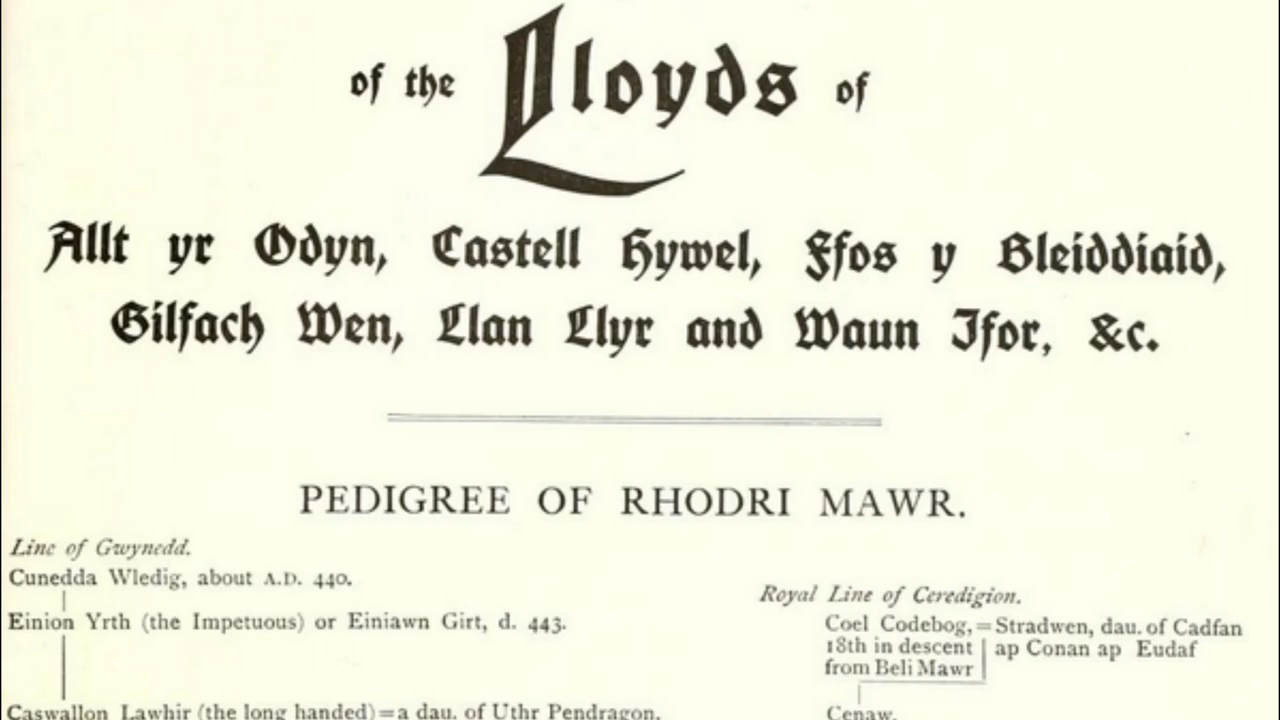 of the Lloyds of
Allt yr Odyn, Castell Hywel, Ffos y Bleiddiaid,
Gilfach Wen, Llan Llyr and Waun Ifor, &c.
PEDIGREE OF RHODRI MAWR.
Line of Gwynedd.
Cunedda Wledig, about A.D. 440.
Einion Yrth (the Impetuous) or Einiawn Girt, d. 443.
Caswallon Lawhir (the long handed)=a dau. of Uthr Pendragon.
Royal Line of Ceredigion.
Coel Codebog,=Stradwen, dau. of Cadfan
18th in descent ap Conan ap Eudaf
from Beli Mawr
Cenaw.